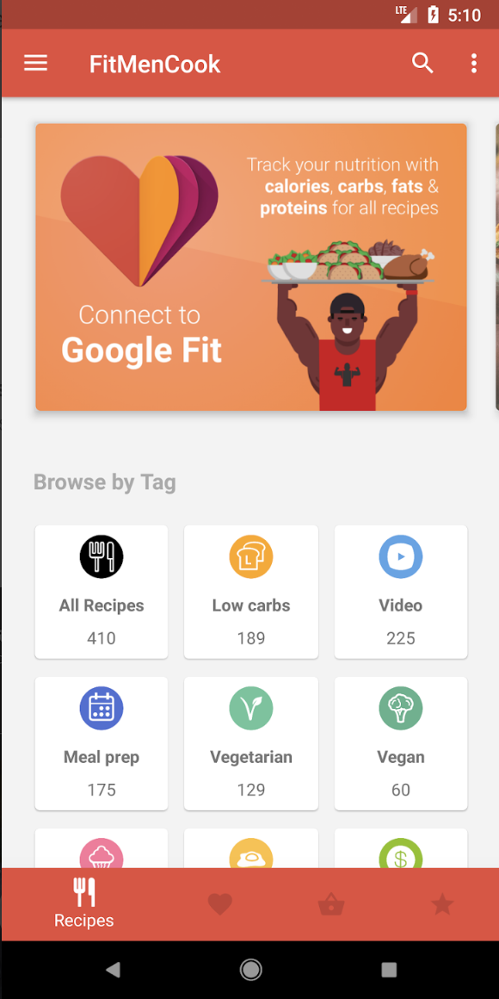 LTE 5:10
FitMenCook
Track your nutrition with
calories, carbs, fats &
proteins for all recipes
Connect to
Google Fit
Browse by Tag
All Recipes
410
Low carbs
L
189
Video
225
Meal prep
175
Vegetarian
129
Vegan
60
$
Recipes